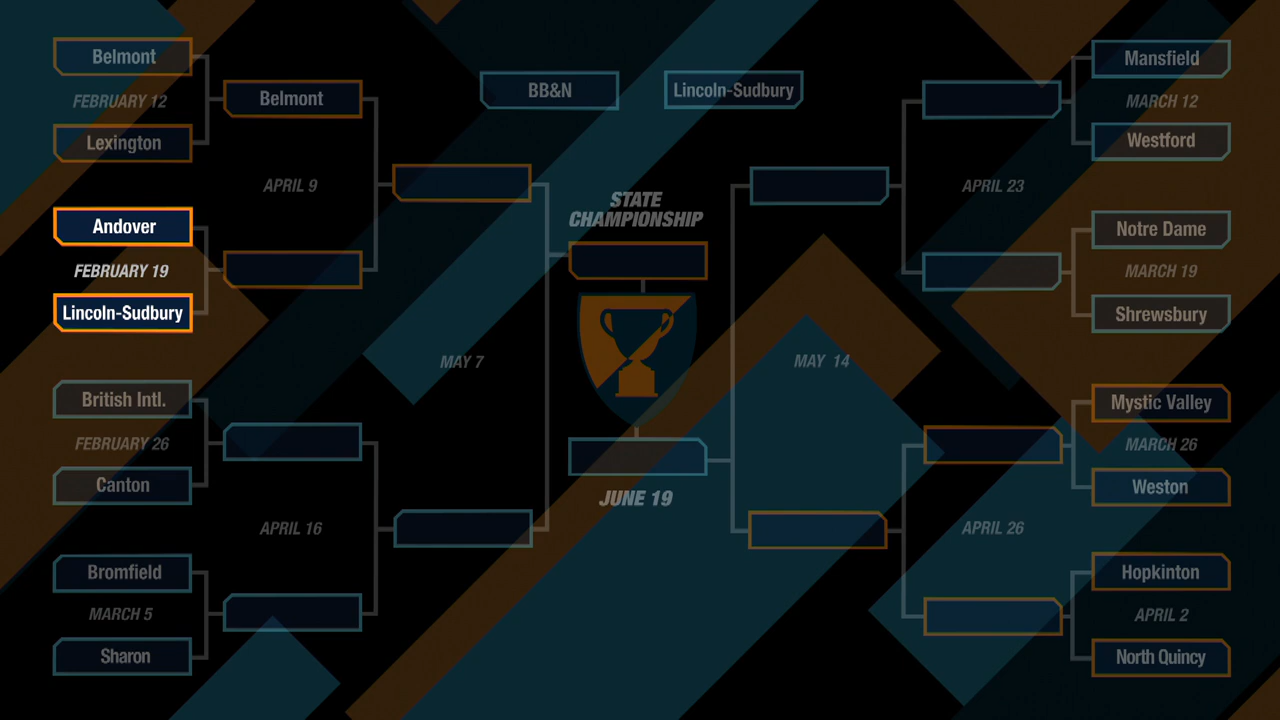 Belmont
FEBRUARY 12
Lexington
Belmont
APRIL 9
Andover
FEBRUARY 19
Lincoln-Sudbury
British Intl.
FEBRUARY 26
Canton
APRIL 16
Bromfield
MARCH 5
Sharon
MAY 7
BB&N
Lincoln-Sudbury
STATE
CHAMPIONSHIP
JUNE 19
MAY 14
APRIL 23
APRIL 26
Mansfield
MARCH 12
Westford
Notre Dame
MARCH 19
Shrewsbury
Mystic Valley
MARCH 26
Weston
Hopkinton
APRIL 2
North Quincy